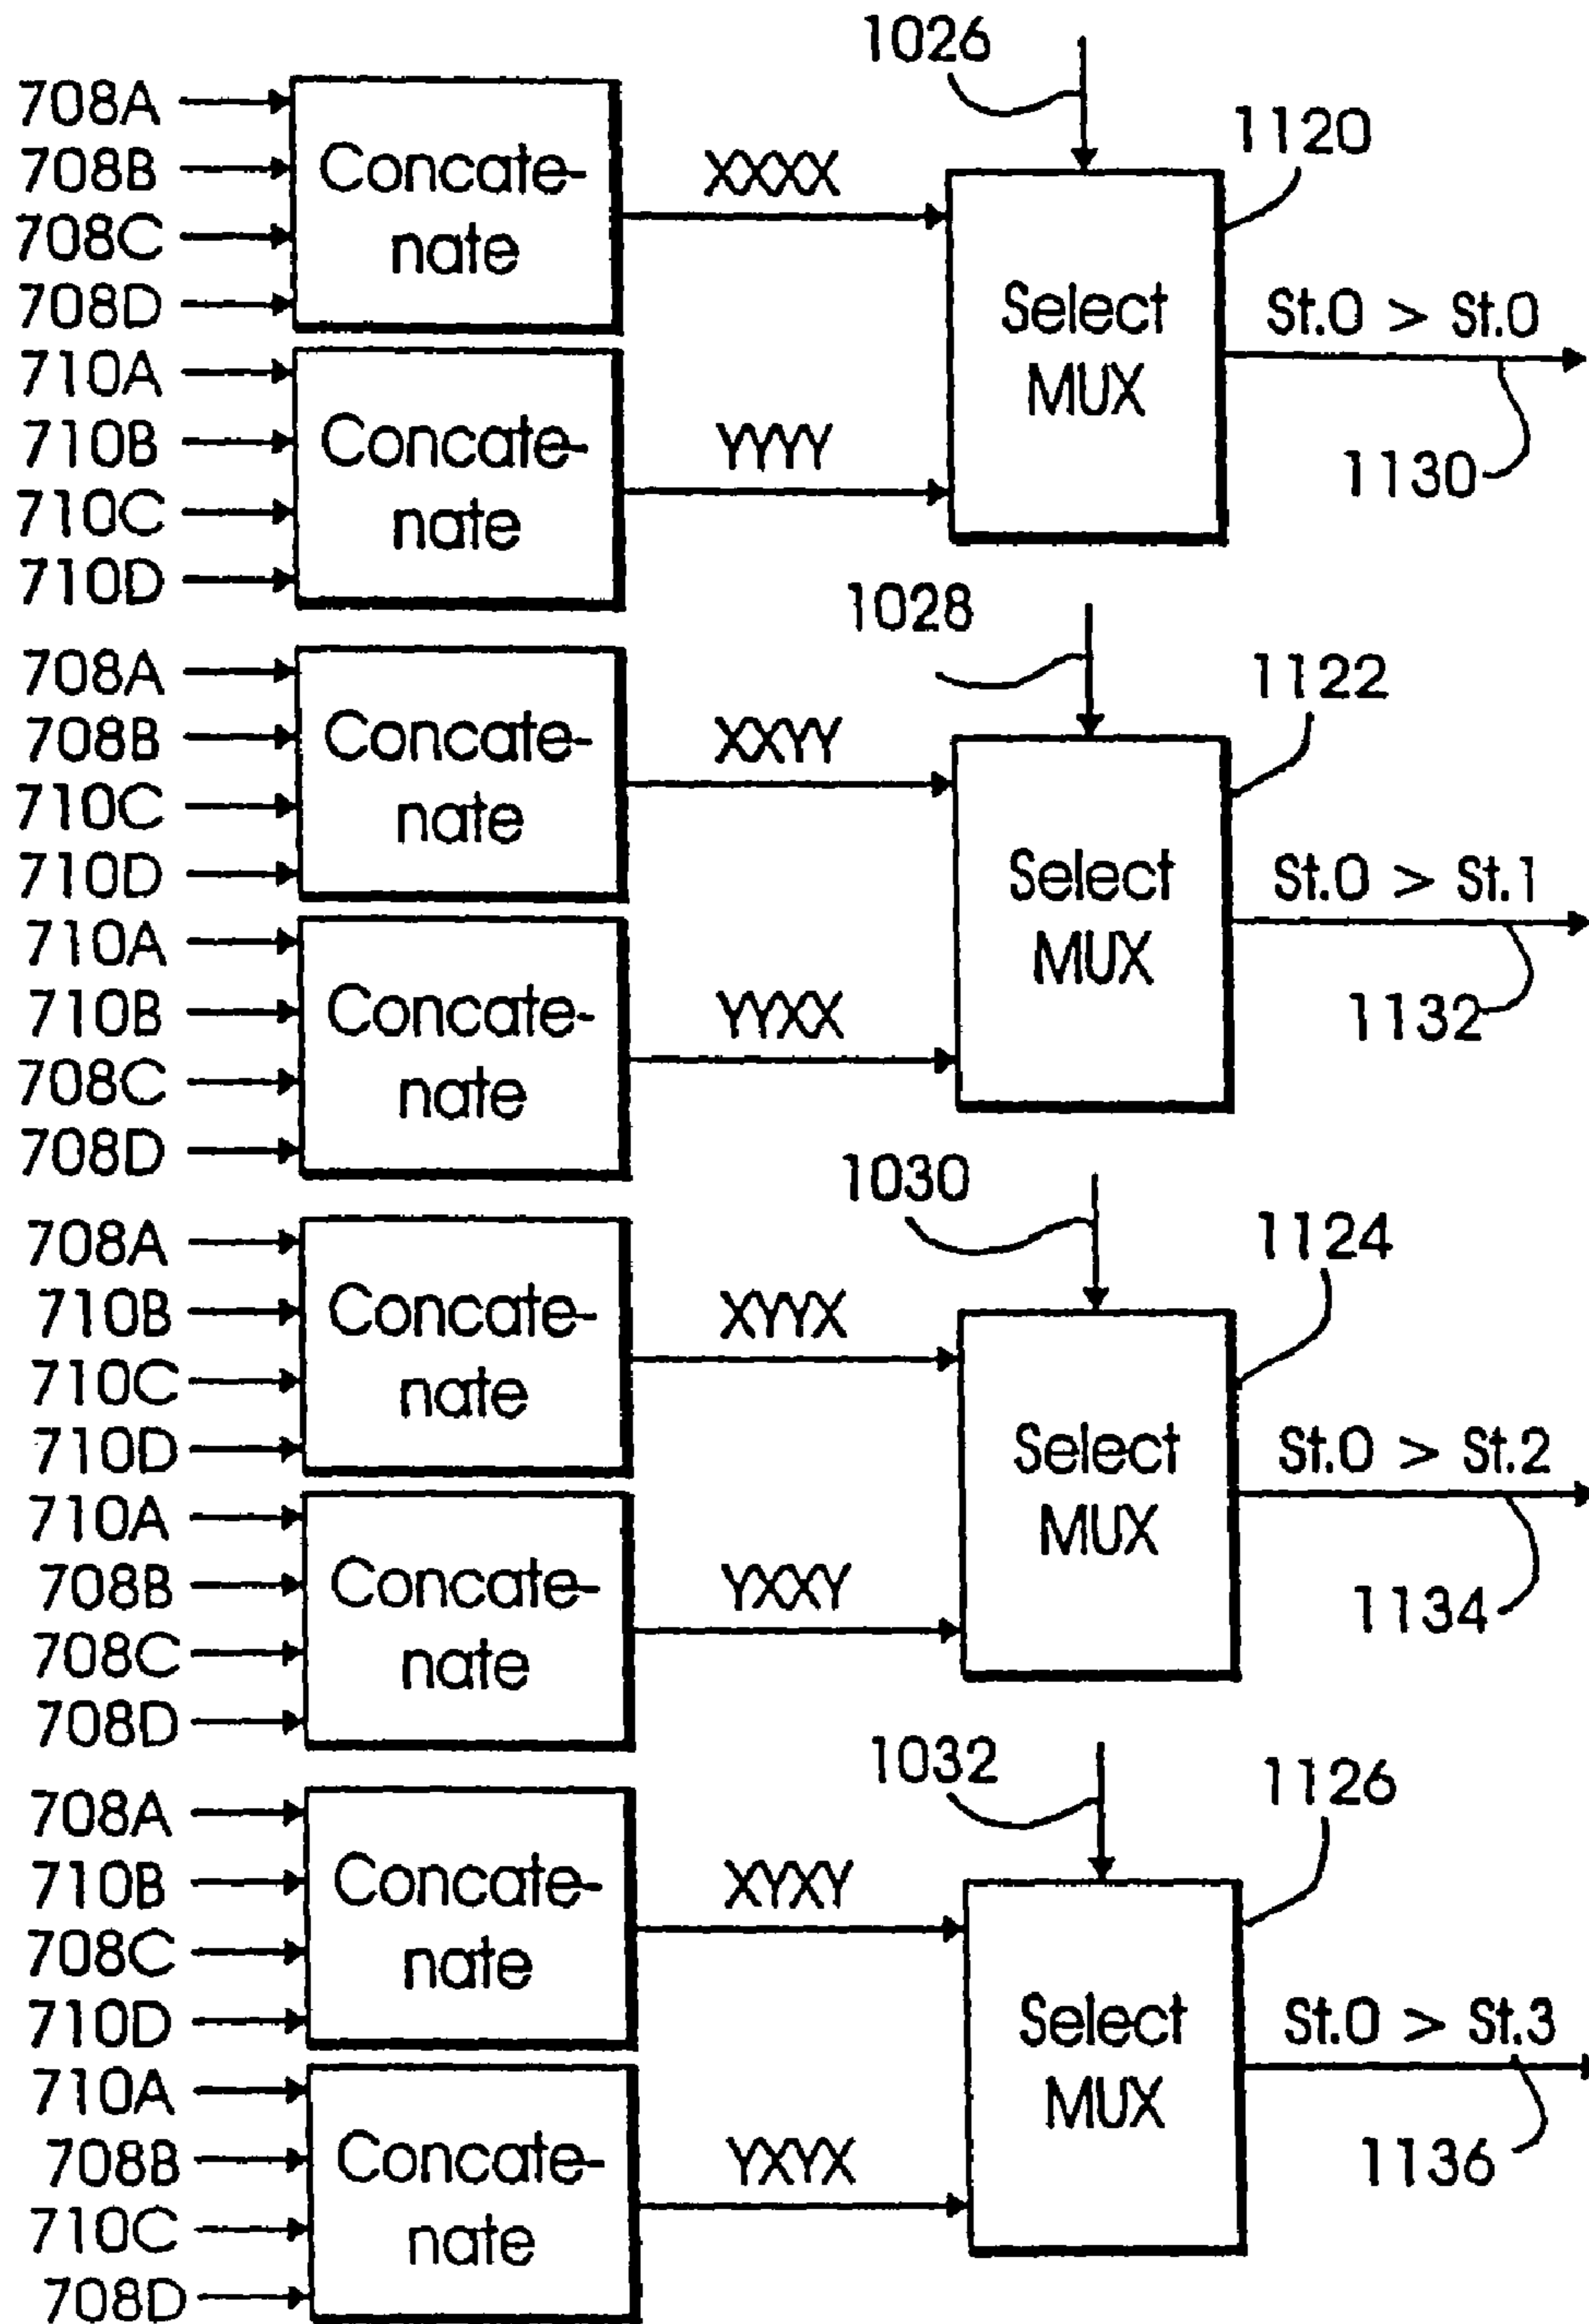 1026
708A
708B
708C
708D
Concate-
nate
XXXX
1120
Select
MUX
St.0 > St.0
1130
710A
710B
710C
710D
Concate-
nate
YYYY
1028
708A
708B
710C
710D
Concate-
nate
XXYY
1122
Select
MUX
St.0 > St.1
1132
710A
710B
708C
708D
Concate-
nate
YYXX
1030
708A
710B
710C
710D
Concate-
nate
XYYX
1124
Select
MUX
St.0 > St.2
1134
710A
708B
708C
708D
Concate-
nate
YXXY
1032
708A
710B
708C
710D
Concate-
nate
XYXY
1126
Select
MUX
St.0 > St.3
1136
710A
708B
710C
708D
Concate-
nate
YXYX